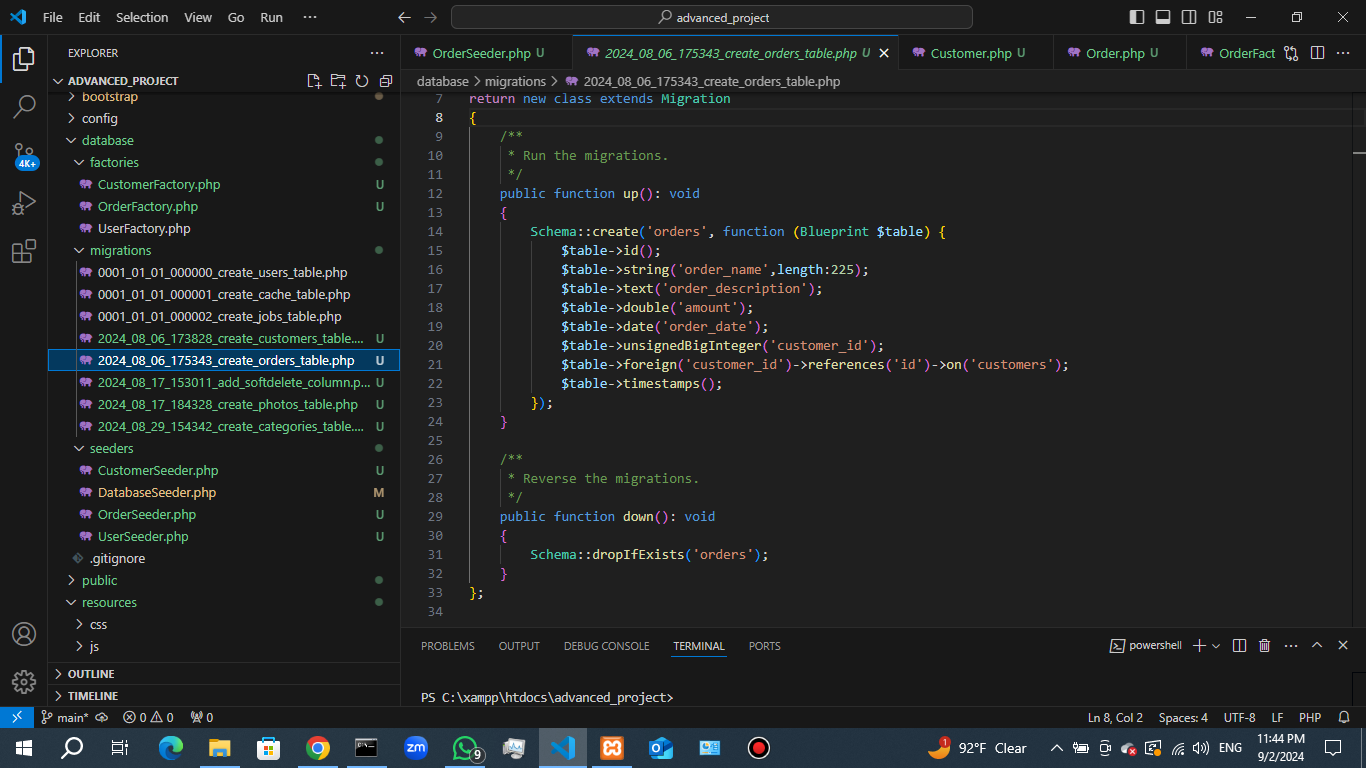 File Edit Selection View Go Run ··· advanced_project
EXPLORER
ADVANCED_PROJECT
bootstrap
config
database
factories
CustomerFactory.php U
OrderFactory.php U
UserFactory.php
migrations
0001_01_01_000000_create_users_table.php
0001_01_01_000001_create_cache_table.php
0001_01_01_000002_create_jobs_table.php
2024_08_06_173828_create_customers_table.... U
2024_08_06_175343_create_orders_table.php U
2024_08_17_153011_add_softdelete_column.p... U
2024_08_17_184328_create_photos_table.php U
2024_08_29_154342_create_categories_table.... U
seeders
CustomerSeeder.php U
DatabaseSeeder.php M
OrderSeeder.php U
UserSeeder.php U
.gitignore
public
resources
css
js
OUTLINE
TIMELINE
4K+
OrderSeeder.php U 2024_08_06_175343_create_orders_table.php U Customer.php U Order.php U OrderFact
database > migrations > 2024_08_06_175343_create_orders_table.php
7 return new class extends Migration
8 {
9 /**
10 * Run the migrations.
11 */
12 public function up(): void
13 {
14 Schema::create('orders', function (Blueprint $table) {
15 $table->id();
16 $table->string('order_name',length:225);
17 $table->text('order_description');
18 $table->double('amount');
19 $table->date('order_date');
20 $table->unsignedBigInteger('customer_id');
21 $table->foreign('customer_id')->references('id')->on('customers');
22 $table->timestamps();
23 });
24 }
25
26 /**
27 * Reverse the migrations.
28 */
29 public function down(): void
30 {
31 Schema::dropIfExists('orders');
32 }
33 };
34
PROBLEMS OUTPUT DEBUG CONSOLE TERMINAL PORTS powershell
PS C:\xampp\htdocs\advanced_project>
main* 0 0 0 Ln 8, Col 2 Spaces: 4 UTF-8 LF PHP
zm 9 1 92°F Clear ENG 11:44 PM
9/2/2024